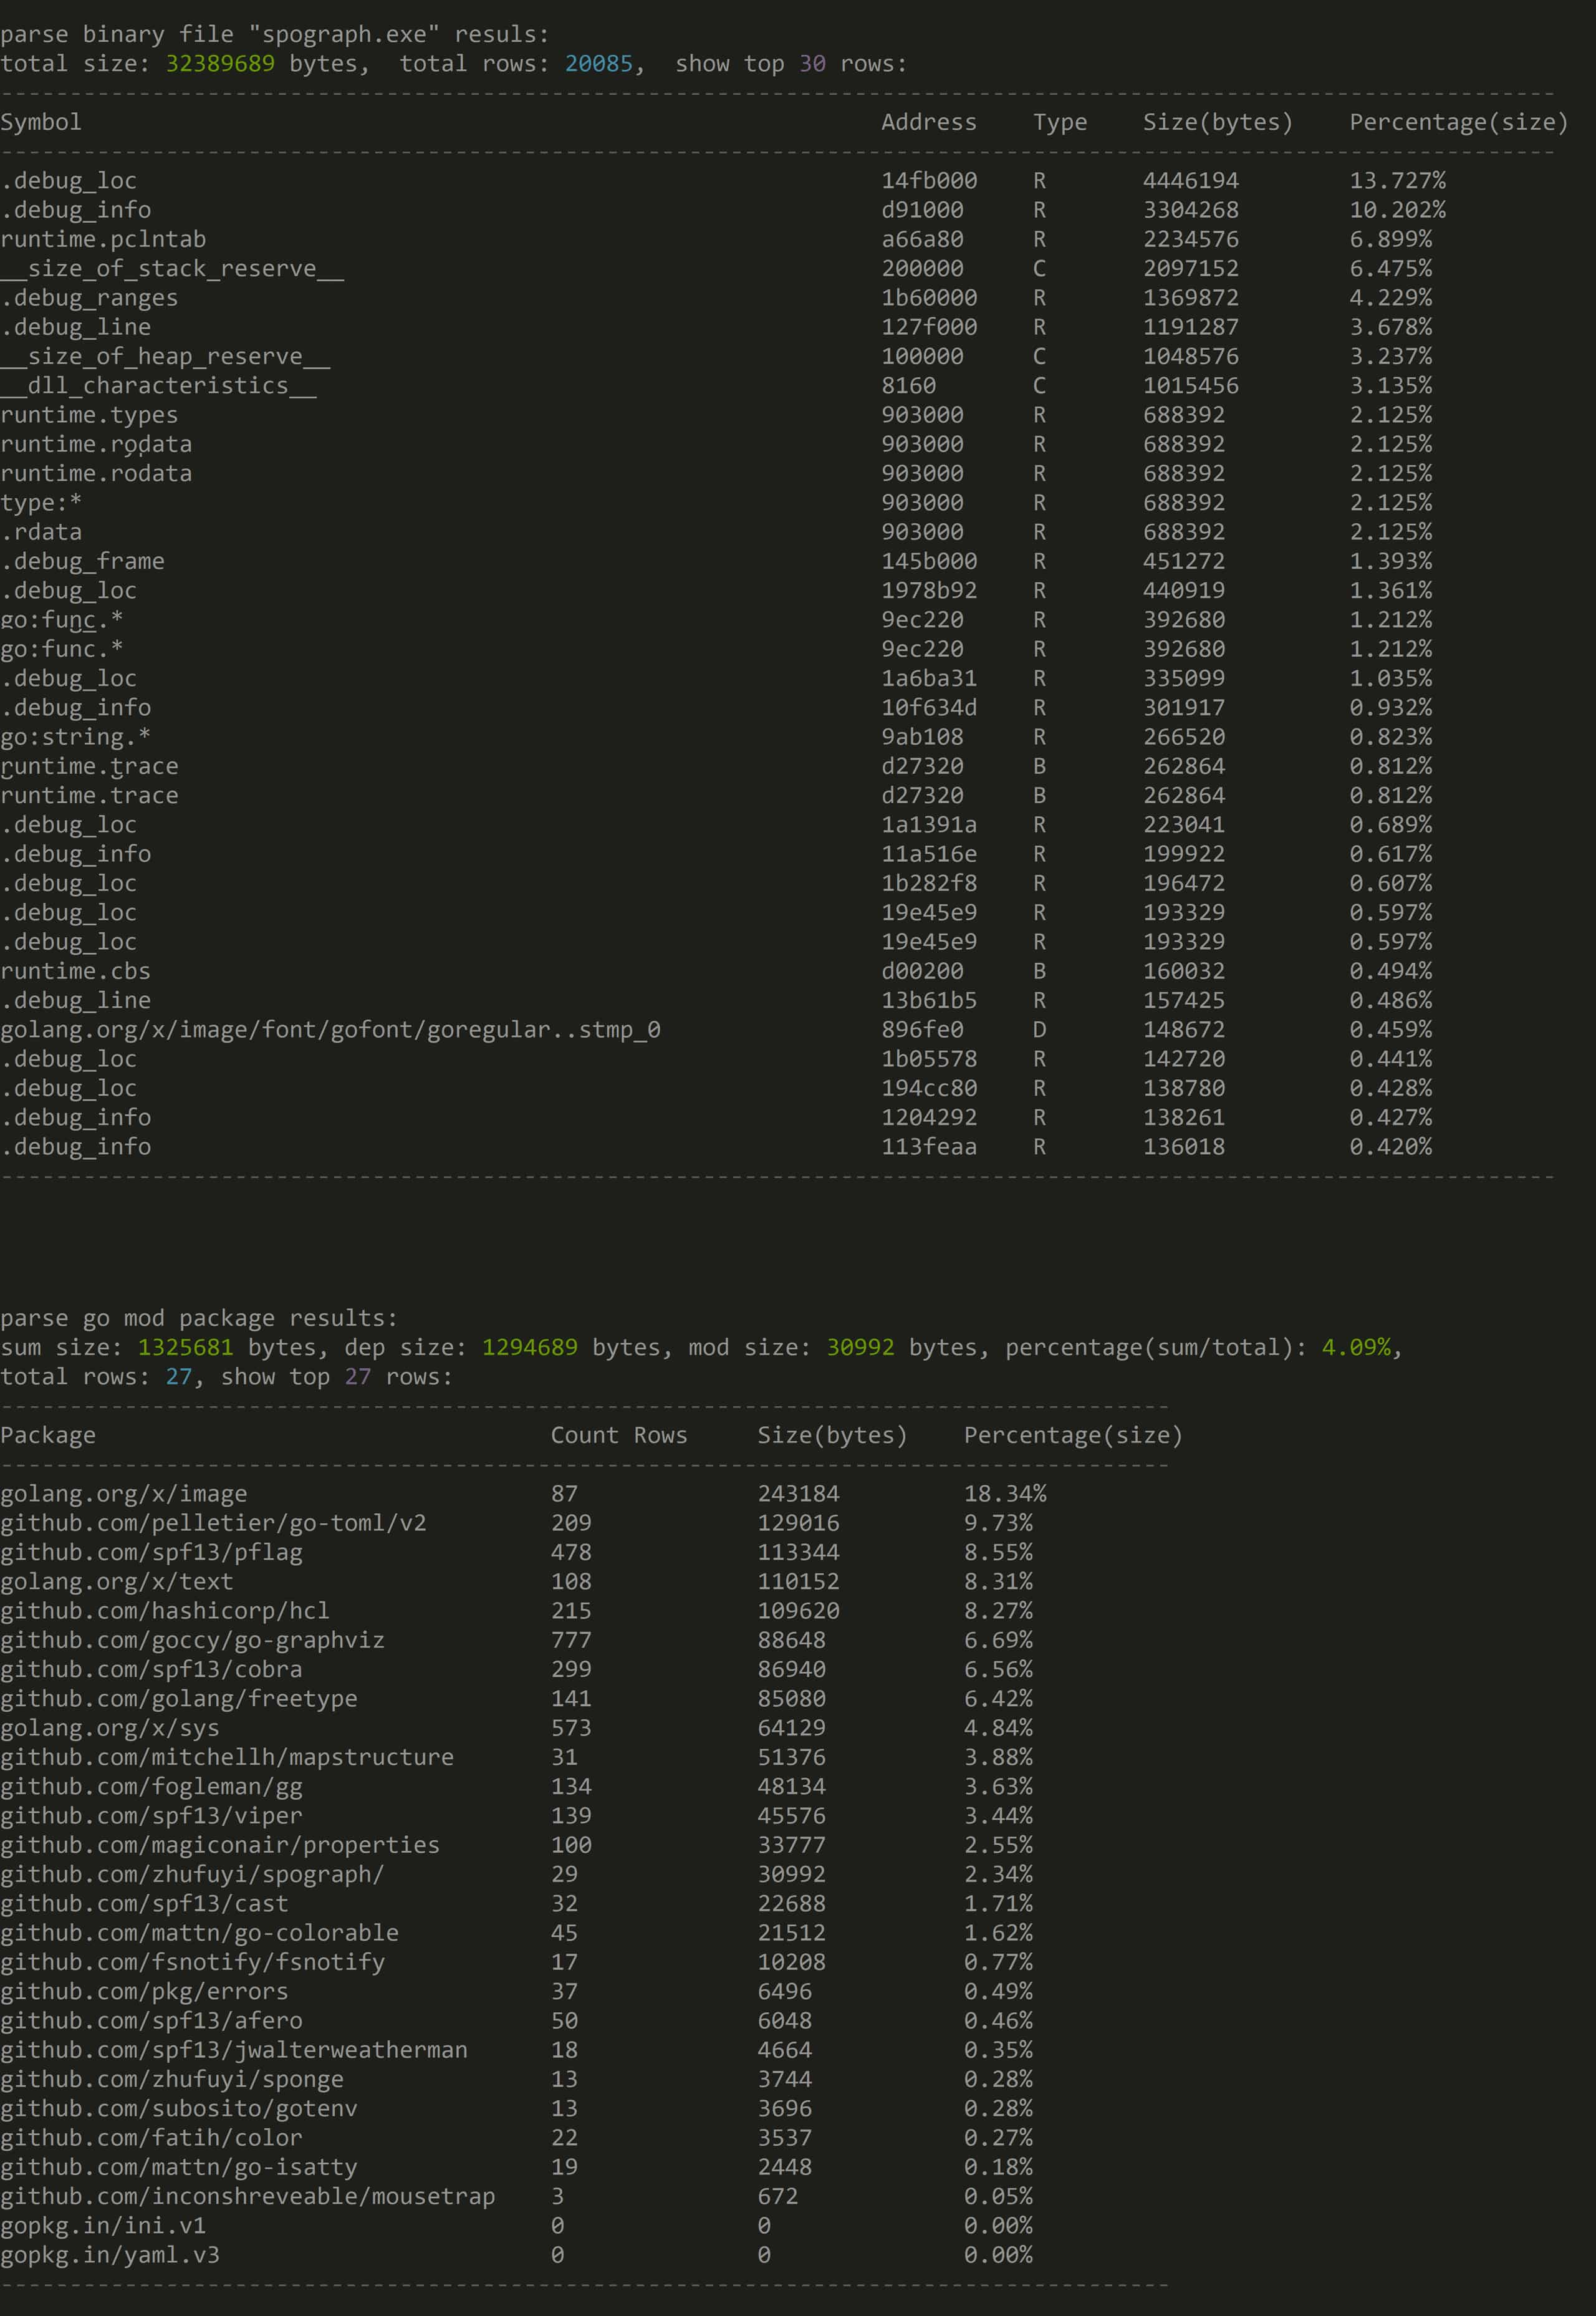 parse binary file "spograph.exe" resuls:
total size: 32389689 bytes,  total rows: 20085,  show top 30 rows:
-----------------------------------------------------------------------------------------------------------------
Symbol  Address  Type  Size(bytes)  Percentage(size)
-----------------------------------------------------------------------------------------------------------------
.debug_loc  14fb000  R  4446194  13.727%
.debug_info  d91000  R  3304268  10.202%
runtime.pclntab  a66a80  R  2234576  6.899%
__size_of_stack_reserve__  200000  C  2097152  6.475%
.debug_ranges  1b60000  R  1369872  4.229%
.debug_line  127f000  R  1191287  3.678%
__size_of_heap_reserve__  100000  C  1048576  3.237%
__dll_characteristics__  8160  C  1015456  3.135%
runtime.types  903000  R  688392  2.125%
runtime.rodata  903000  R  688392  2.125%
runtime.rodata  903000  R  688392  2.125%
type:*  903000  R  688392  2.125%
.rdata  903000  R  688392  2.125%
.debug_frame  145b000  R  451272  1.393%
.debug_loc  1978b92  R  440919  1.361%
go:func.*  9ec220  R  392680  1.212%
go:func.*  9ec220  R  392680  1.212%
.debug_loc  1a6ba31  R  335099  1.035%
.debug_info  10f634d  R  301917  0.932%
go:string.*  9ab108  R  266520  0.823%
runtime.trace  d27320  B  262864  0.812%
runtime.trace  d27320  B  262864  0.812%
.debug_loc  1a1391a  R  223041  0.689%
.debug_info  11a516e  R  199922  0.617%
.debug_loc  1b282f8  R  196472  0.607%
.debug_loc  19e45e9  R  193329  0.597%
.debug_loc  19e45e9  R  193329  0.597%
runtime.cbs  d00200  B  160032  0.494%
.debug_line  13b61b5  R  157425  0.486%
golang.org/x/image/font/gofont/goregular..stmp_0  896fe0  D  148672  0.459%
.debug_loc  1b05578  R  142720  0.441%
.debug_loc  194cc80  R  138780  0.428%
.debug_info  1204292  R  138261  0.427%
.debug_info  113feaa  R  136018  0.420%
-----------------------------------------------------------------------------------------------------------------
parse go mod package results:
sum size: 1325681 bytes, dep size: 1294689 bytes, mod size: 30992 bytes, percentage(sum/total): 4.09%,
total rows: 27, show top 27 rows:
-------------------------------------------------------------------------------------
Package  Count Rows  Size(bytes)  Percentage(size)
-------------------------------------------------------------------------------------
golang.org/x/image  87  243184  18.34%
github.com/pelletier/go-toml/v2  209  129016  9.73%
github.com/spf13/pflag  478  113344  8.55%
golang.org/x/text  108  110152  8.31%
github.com/hashicorp/hcl  215  109620  8.27%
github.com/goccy/go-graphviz  777  88648  6.69%
github.com/spf13/cobra  299  86940  6.56%
github.com/golang/freetype  141  85080  6.42%
golang.org/x/sys  573  64129  4.84%
github.com/mitchellh/mapstructure  31  51376  3.88%
github.com/fogleman/gg  134  48134  3.63%
github.com/spf13/viper  139  45576  3.44%
github.com/magiconair/properties  100  33777  2.55%
github.com/zhufuyi/spograph/  29  30992  2.34%
github.com/spf13/cast  32  22688  1.71%
github.com/mattn/go-colorable  45  21512  1.62%
github.com/fsnotify/fsnotify  17  10208  0.77%
github.com/pkg/errors  37  6496  0.49%
github.com/spf13/afero  50  6048  0.46%
github.com/spf13/jwalterweatherman  18  4664  0.35%
github.com/zhufuyi/sponge  13  3744  0.28%
github.com/subosito/gotenv  13  3696  0.28%
github.com/fatih/color  22  3537  0.27%
github.com/mattn/go-isatty  19  2448  0.18%
github.com/inconshreveable/mousetrap  3  672  0.05%
gopkg.in/ini.v1  0  0  0.00%
gopkg.in/yaml.v3  0  0  0.00%
-------------------------------------------------------------------------------------